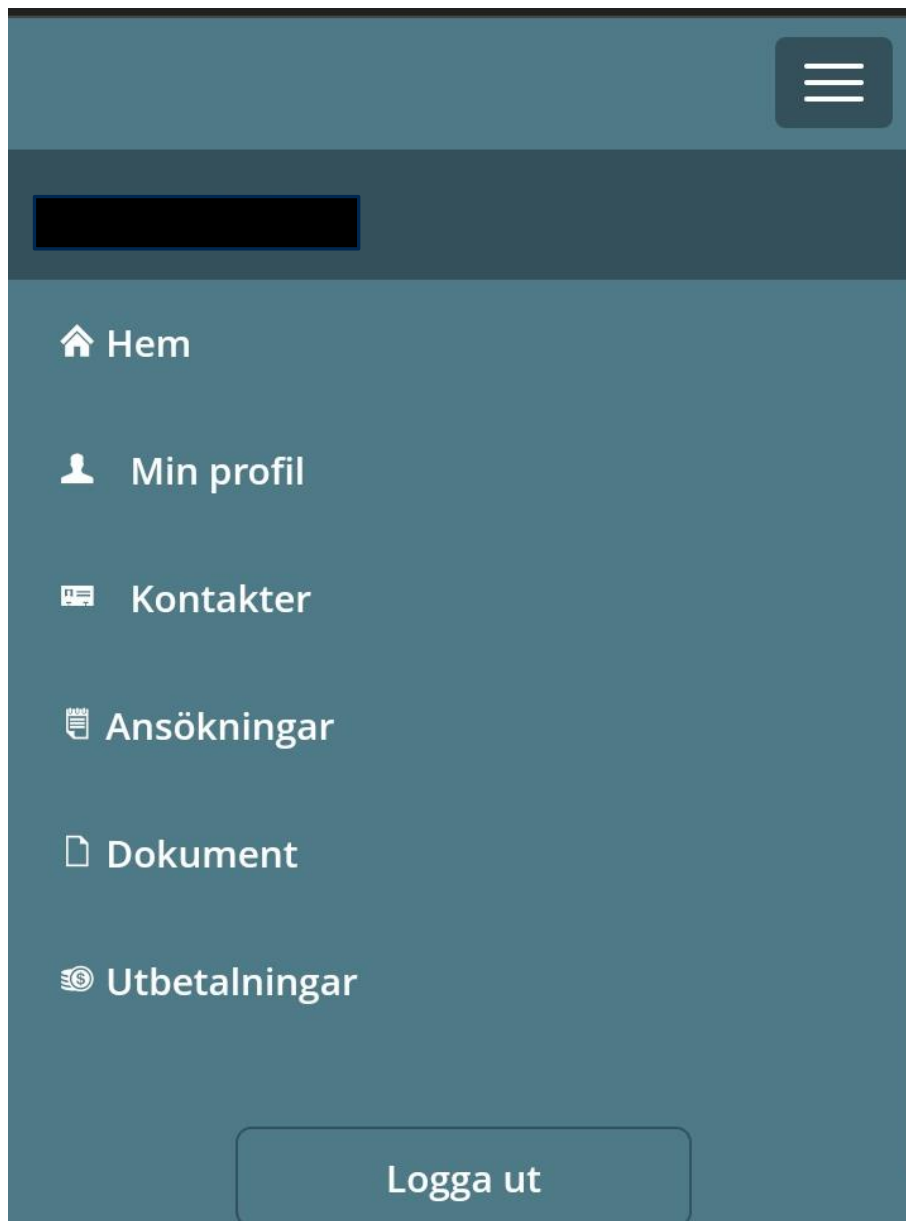 Hem
Min profil
Kontakter
Ansökningar
Dokument
Utbetalningar
Logga ut